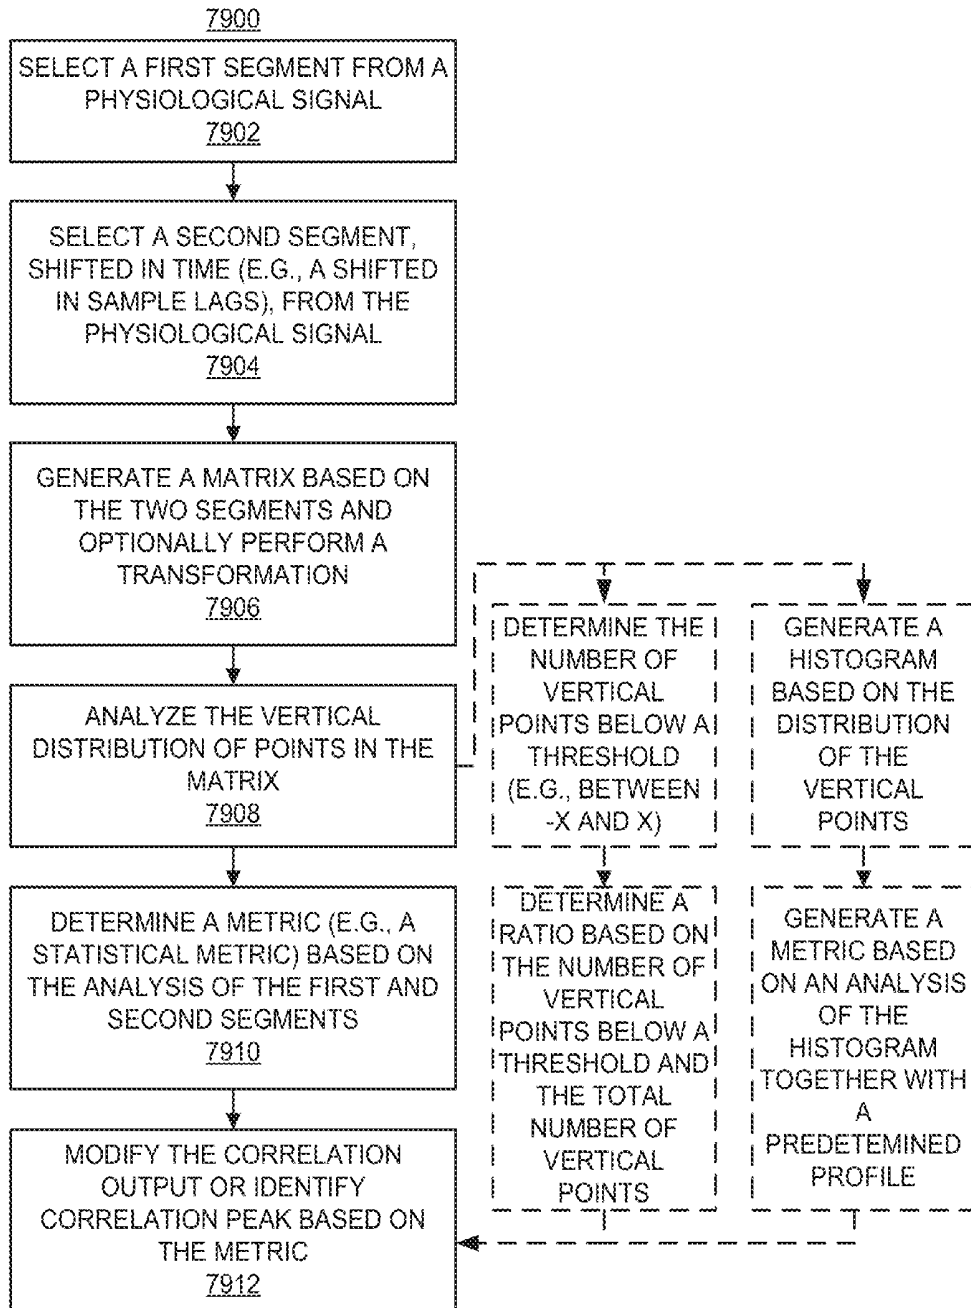 7900
SELECT A FIRST SEGMENT FROM A
PHYSIOLOGICAL SIGNAL
7902
SELECT A SECOND SEGMENT,
SHIFTED IN TIME (E.G., A SHIFTED
IN SAMPLE LAGS), FROM THE
PHYSIOLOGICAL SIGNAL
7904
GENERATE A MATRIX BASED ON
THE TWO SEGMENTS AND
OPTIONALLY PERFORM A
TRANSFORMATION
7906
ANALYZE THE VERTICAL
DISTRIBUTION OF POINTS IN THE
MATRIX
7908
DETERMINE A METRIC (E.G., A
STATISTICAL METRIC) BASED ON
THE ANALYSIS OF THE FIRST AND
SECOND SEGMENTS
7910
MODIFY THE CORRELATION
OUTPUT OR IDENTIFY
CORRELATION PEAK BASED ON
THE METRIC
7912
DETERMINE THE
NUMBER OF
VERTICAL
POINTS BELOW A
THRESHOLD
(E.G., BETWEEN
-X AND X)
DETERMINE A
RATIO BASED ON
THE NUMBER OF
VERTICAL
POINTS BELOW A
THRESHOLD AND
THE TOTAL
NUMBER OF
VERTICAL
POINTS
GENERATE A
HISTOGRAM
BASED ON THE
DISTRIBUTION
OF THE
VERTICAL
POINTS
GENERATE A
METRIC BASED
ON AN ANALYSIS
OF THE
HISTOGRAM
TOGETHER WITH
A
PREDETEMINED
PROFILE